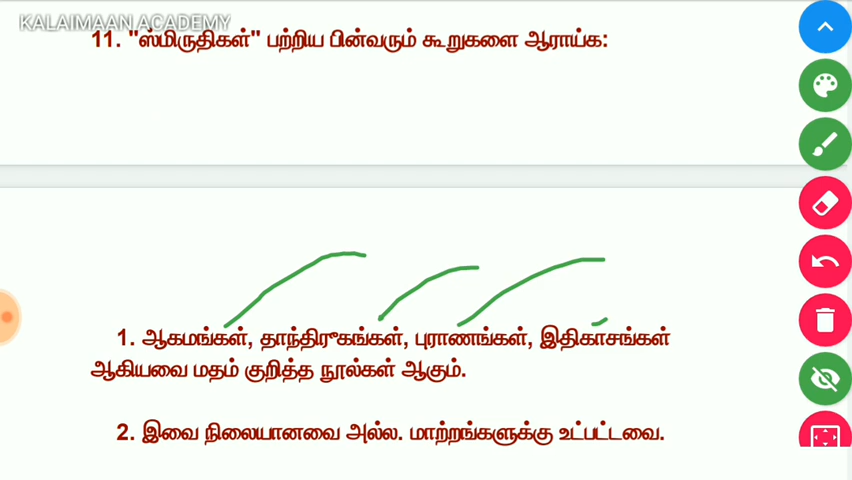 KALAIMAAN ACADEMY
11. "ஸ்மிருதிகள்" பற்றிய பின்வரும் கூறுகளை ஆராய்க:
1. ஆகமங்கள், தாந்திரூகங்கள், புராணங்கள், இதிகாசங்கள்
ஆகியவை மதம் குறித்த நூல்கள் ஆகும்.
2. இவை நிலையானவை அல்ல. மாற்றங்களுக்கு உட்பட்டவை.